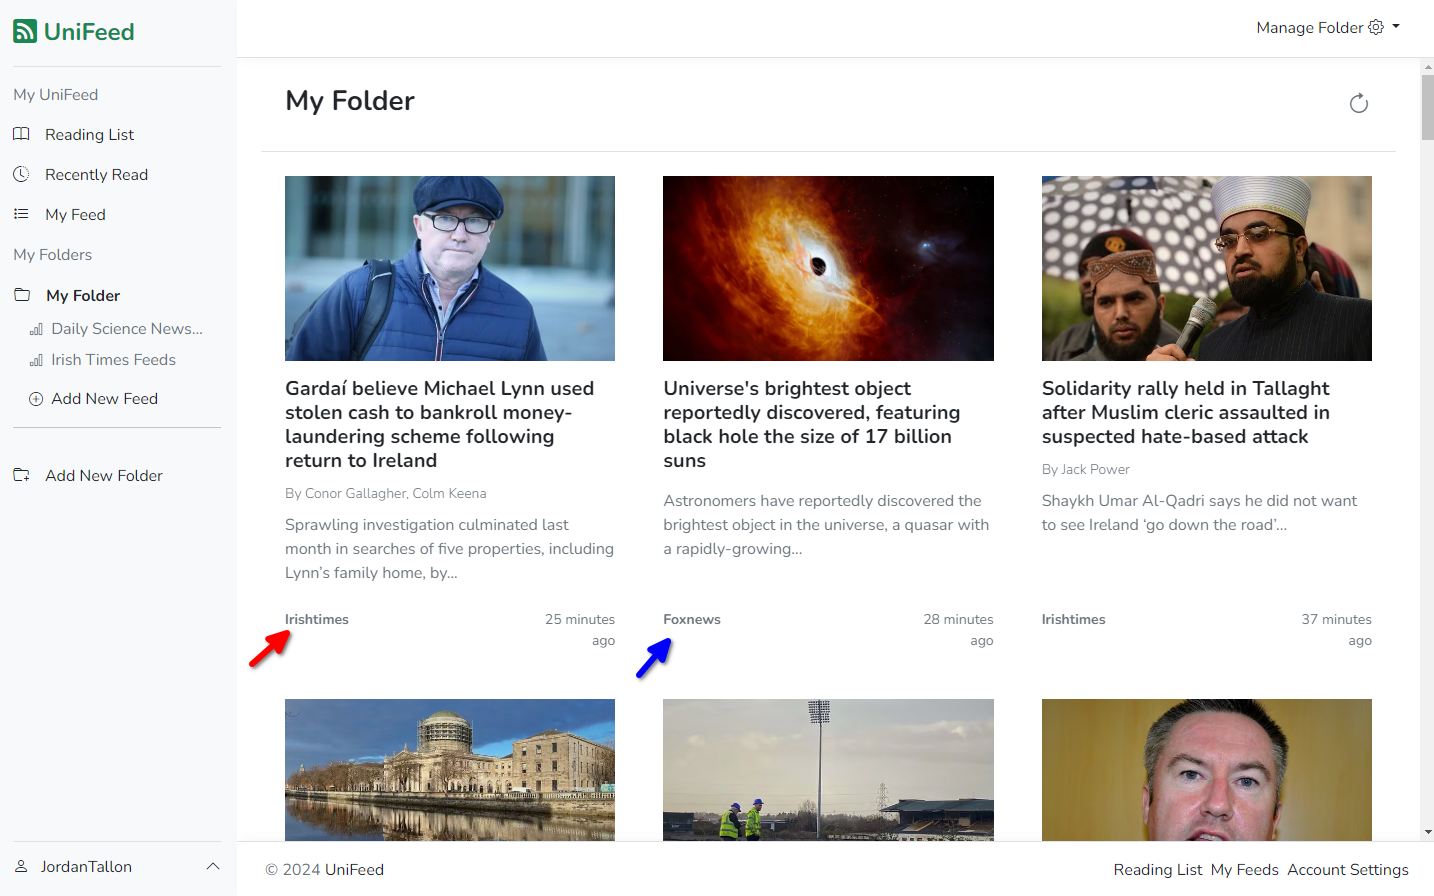 UniFeed
Manage Folder
My UniFeed
Reading List
Recently Read
My Feed
My Folders
My Folder
Daily Science News...
Irish Times Feeds
Add New Feed
Add New Folder
JordanTallon
My Folder
Gardaí believe Michael Lynn used
stolen cash to bankroll money-
laundering scheme following
return to Ireland
By Conor Gallagher, Colm Keena
Sprawling investigation culminated last
month in searches of five properties, including
Lynn’s family home, by...
Irishtimes
25 minutes
ago
Universe's brightest object
reportedly discovered, featuring
black hole the size of 17 billion
suns
Astronomers have reportedly discovered the
brightest object in the universe, a quasar with
a rapidly-growing...
Foxnews
28 minutes
ago
Solidarity rally held in Tallaght
after Muslim cleric assaulted in
suspected hate-based attack
By Jack Power
Shaykh Umar Al-Qadri says he did not want
to see Ireland ‘go down the road’...
Irishtimes
37 minutes
ago
© 2024 UniFeed
Reading List My Feeds Account Settings